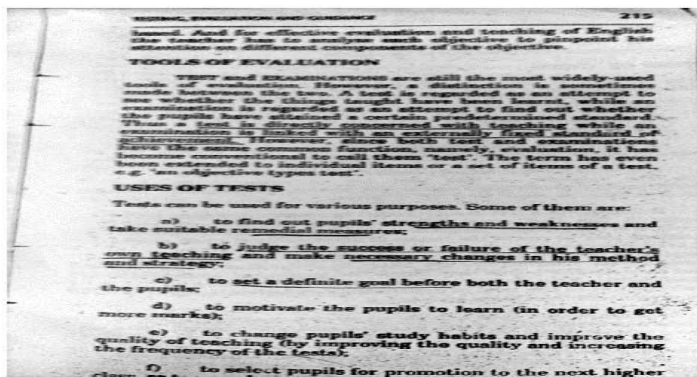 TESTING, EVALUATION AND GUIDANCE 215
based. And for effective evaluation and teaching of English
the teacher has to analyse each objective to pinpoint his
attention on different components of the objective.
TOOLS OF EVALUATION
TEST and EXAMINATIONS are still the most widely-used
tools of evaluation. However, a distinction is sometimes
made between the two. A test is regarded as an attempt to
see whether the things taught have been learnt, while an
examination is regarded as an attempt to find out whether
the pupils have attained a certain predetermined standard.
Thus a test is directly concerned with teaching, while an
examination is linked with an externally fixed standard of
achievement. However, since both test and examinations
have the same common function, namely, evaluation, it has
become conventional to call them 'test'. The term has even
been extended to individual items or a set of items of a test,
e.g. 'an objective types test'.
USES OF TESTS
Tests can be used for various purposes. Some of them are:
a) to find out pupils' strengths and weaknesses and
take suitable remedial measures;
b) to judge the success or failure of the teacher's
own teaching and make necessary changes in his method
and strategy;
c) to set a definite goal before both the teacher and
the pupils;
d) to motivate the pupils to learn (in order to get
more marks);
e) to change pupils' study habits and improve the
quality of teaching (by improving the quality and increasing
the frequency of the tests);
f) to select pupils for promotion to the next higher